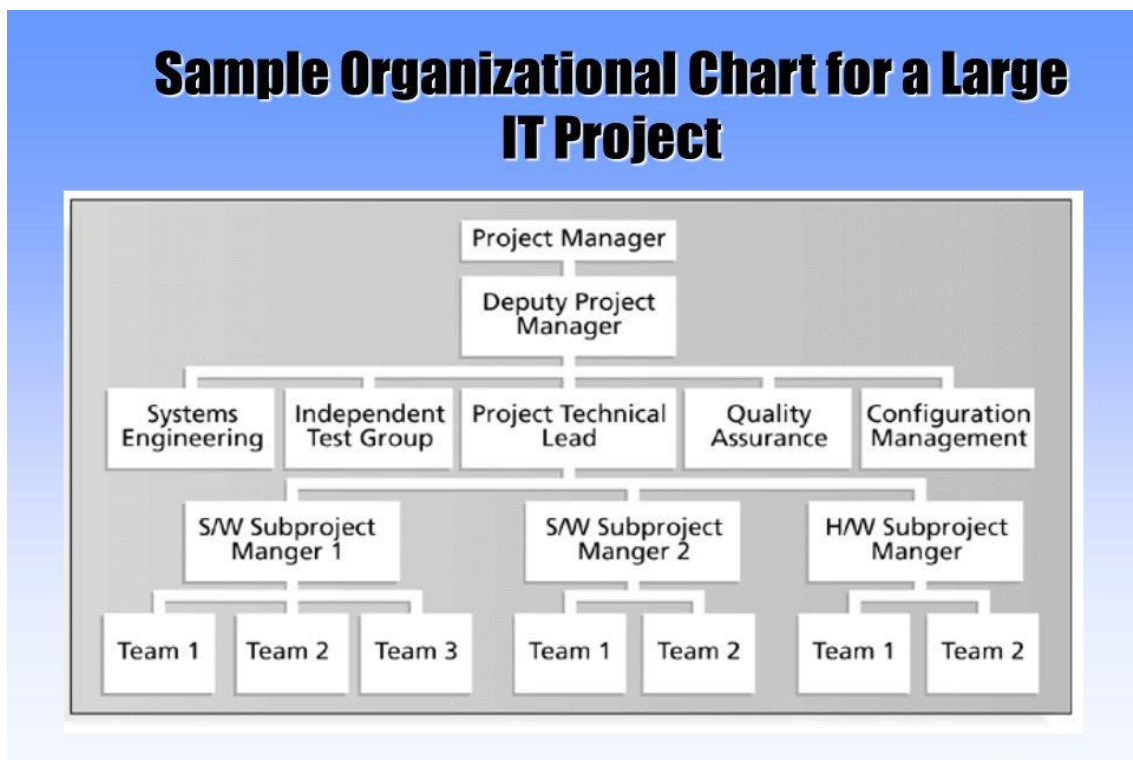 Sample Organizational Chart for a Large
IT Project
Project Manager
Deputy Project
Manager
Systems
Engineering
Independent
Test Group
Project Technical
Lead
Quality
Assurance
Configuration
Management
S/W Subproject
Manger 1
S/W Subproject
Manger 2
H/W Subproject
Manger
Team 1
Team 2
Team 3
Team 1
Team 2
Team 1
Team 2